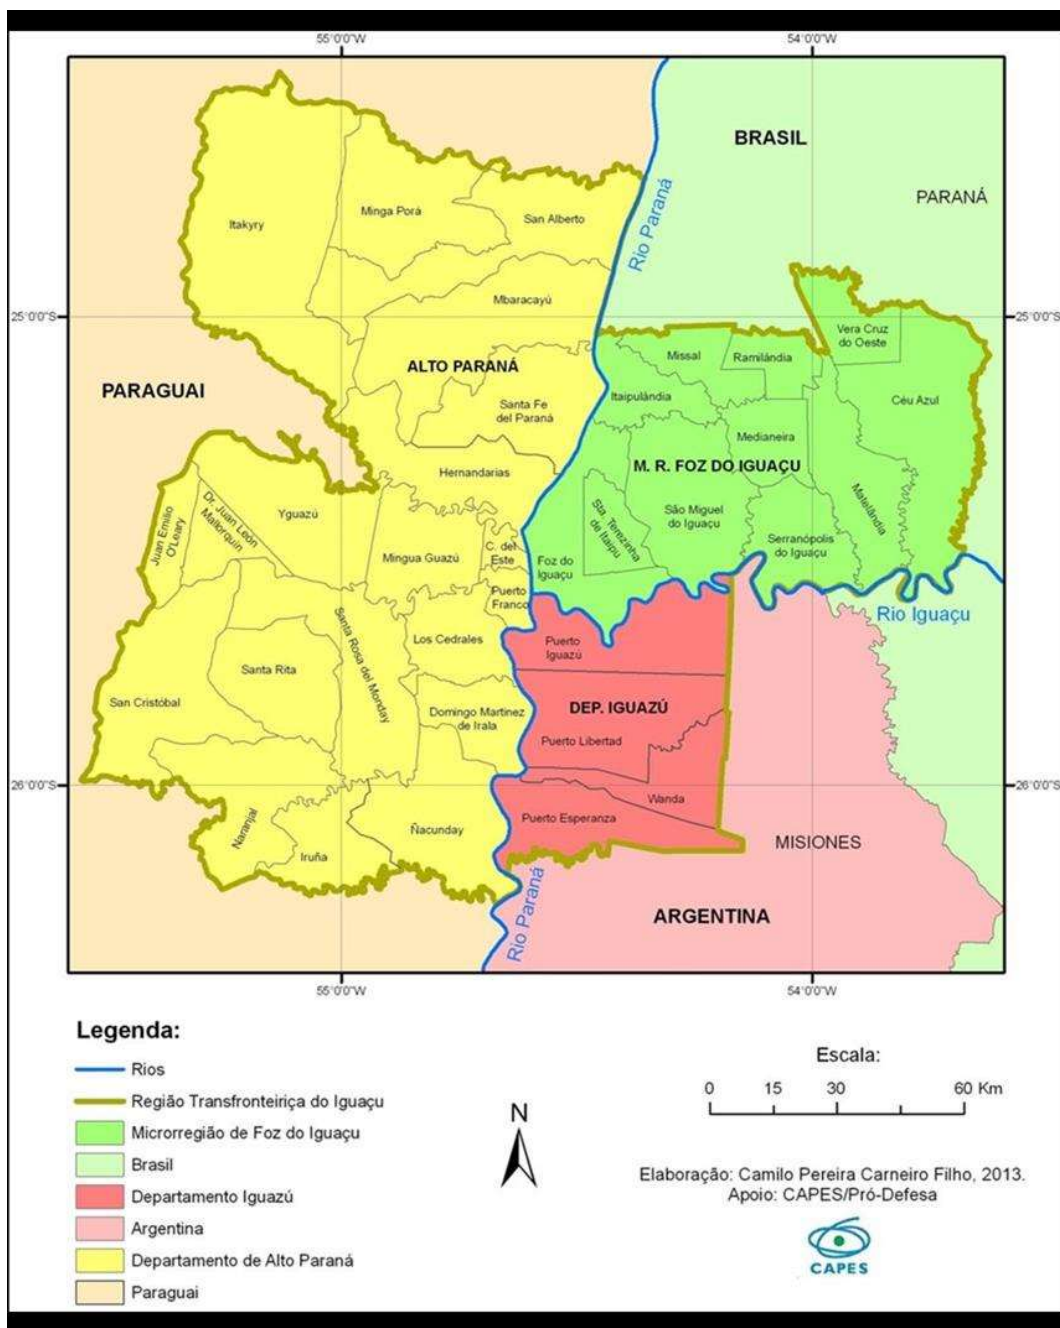 55°0'0"W
54°0'0"W
BRASIL
PARANÁ
Rio Paraná
Itakyry
Minga Porá
San Alberto
Mbaracayú
25°0'0"S
25°0'0"S
Vera Cruz
do Oeste
Missal
Ramilândia
ALTO PARANÁ
PARAGUAI
Itaipulândia
Céu Azul
Santa Fe
del Paraná
Medianeira
M. R. FOZ DO IGUAÇU
Hernandarias
Juan Emilio
O'Leary
Dr. Juan León
Mallorquín
Yguazú
Sta. Terezinha
de Itaipu
São Miguel
do Iguaçu
Matelândia
Serranópolis
do Iguaçu
Mingua Guazú
C. del
Este
Foz do
Iguaçu
Puerto
Franco
Rio Iguaçu
Los Cedrales
Puerto
Iguazú
Santa Rosa del Monday
Santa Rita
San Cristóbal
DEP. IGUAZÚ
Domingo Martinez
de Irala
Puerto Libertad
26°0'0"S
26°0'0"S
Wanda
Puerto Esperanza
Naranjal
Iruña
Ñacunday
MISIONES
Rio Paraná
ARGENTINA
55°0'0"W
54°0'0"W
Legenda:
Rios
Região Transfronteiriça do Iguaçu
Microrregião de Foz do Iguaçu
Brasil
Departamento Iguazú
Argentina
Departamento de Alto Paraná
Paraguai
N
Escala:
0 15 30 60 Km
Elaboração: Camilo Pereira Carneiro Filho, 2013.
Apoio: CAPES/Pró-Defesa
CAPES